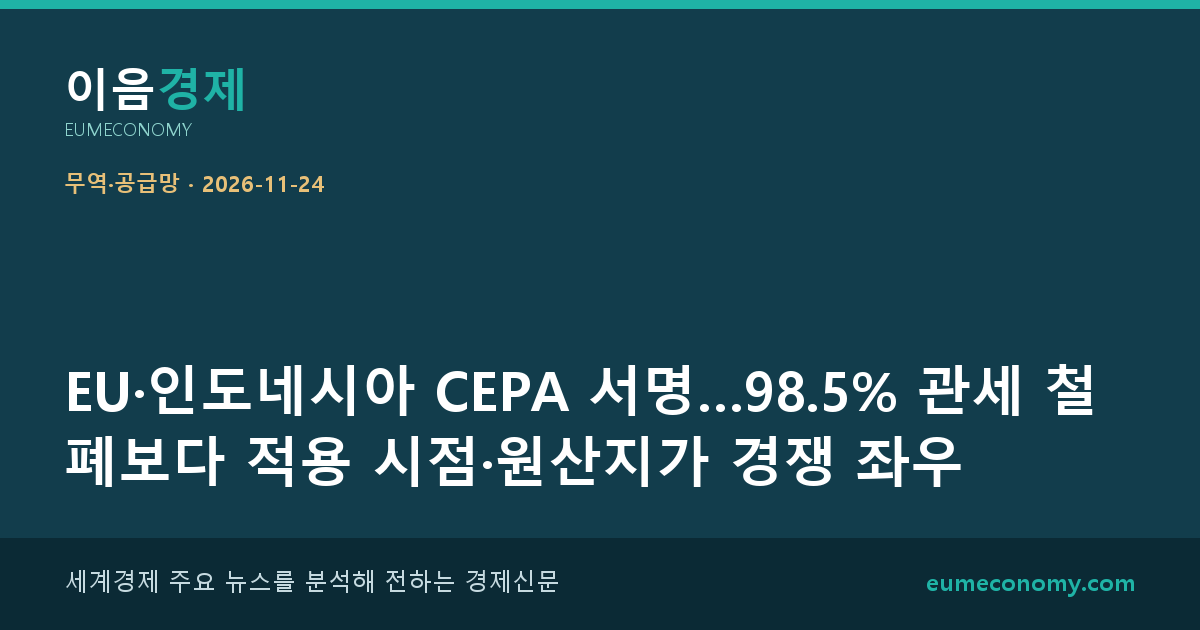 이음경제
EUMECONOMY
무역·공급망 · 2026-11-24
EU·인도네시아 CEPA 서명…98.5% 관세 철
폐보다 적용 시점·원산지가 경쟁 좌우
세계경제 주요 뉴스를 분석해 전하는 경제신문
eumeconomy.com